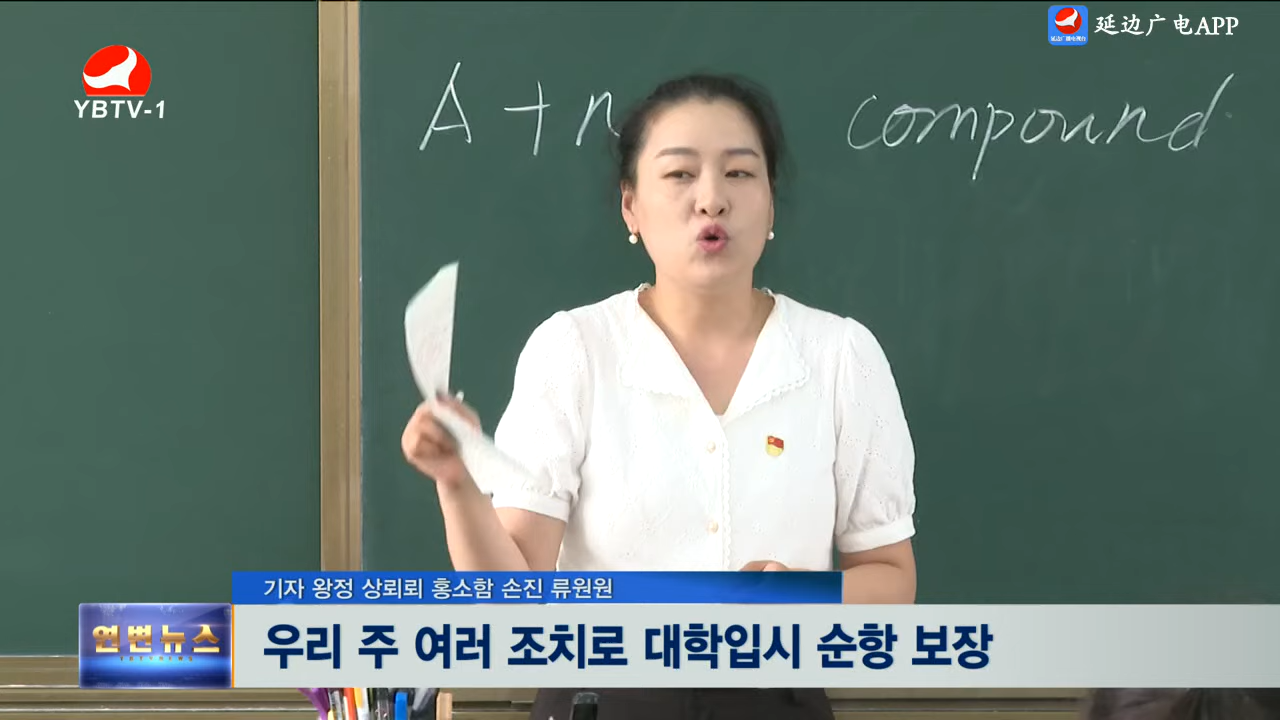 延边广电APP
YBTV-1
A+n
compound
기자 왕정 상뢰뢰 홍소함 손진 류원원
연변뉴스
우리 주 여러 조치로 대학입시 순항 보장